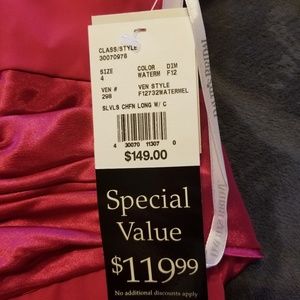 CLASS/STYLE
30070978
SIZE COLOR DIM
4 WATERM F12
VEN # VEN STYLE
298 F12732WATERMEL
SLVLS CHFN LONG W/ C
4 30070 11307 0
$149.00
Special
Value
$119.99
No additional discounts apply